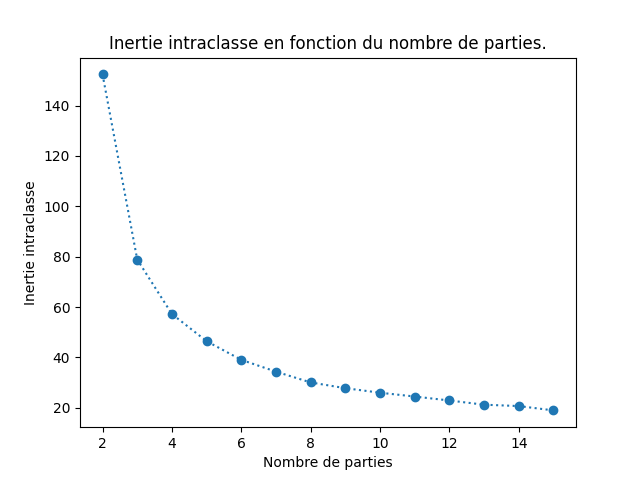 Inertie intraclasse en fonction du nombre de parties.
140
120
100
80
60
40
20
Inertie intraclasse
2 4 6 8 10 12 14
Nombre de parties